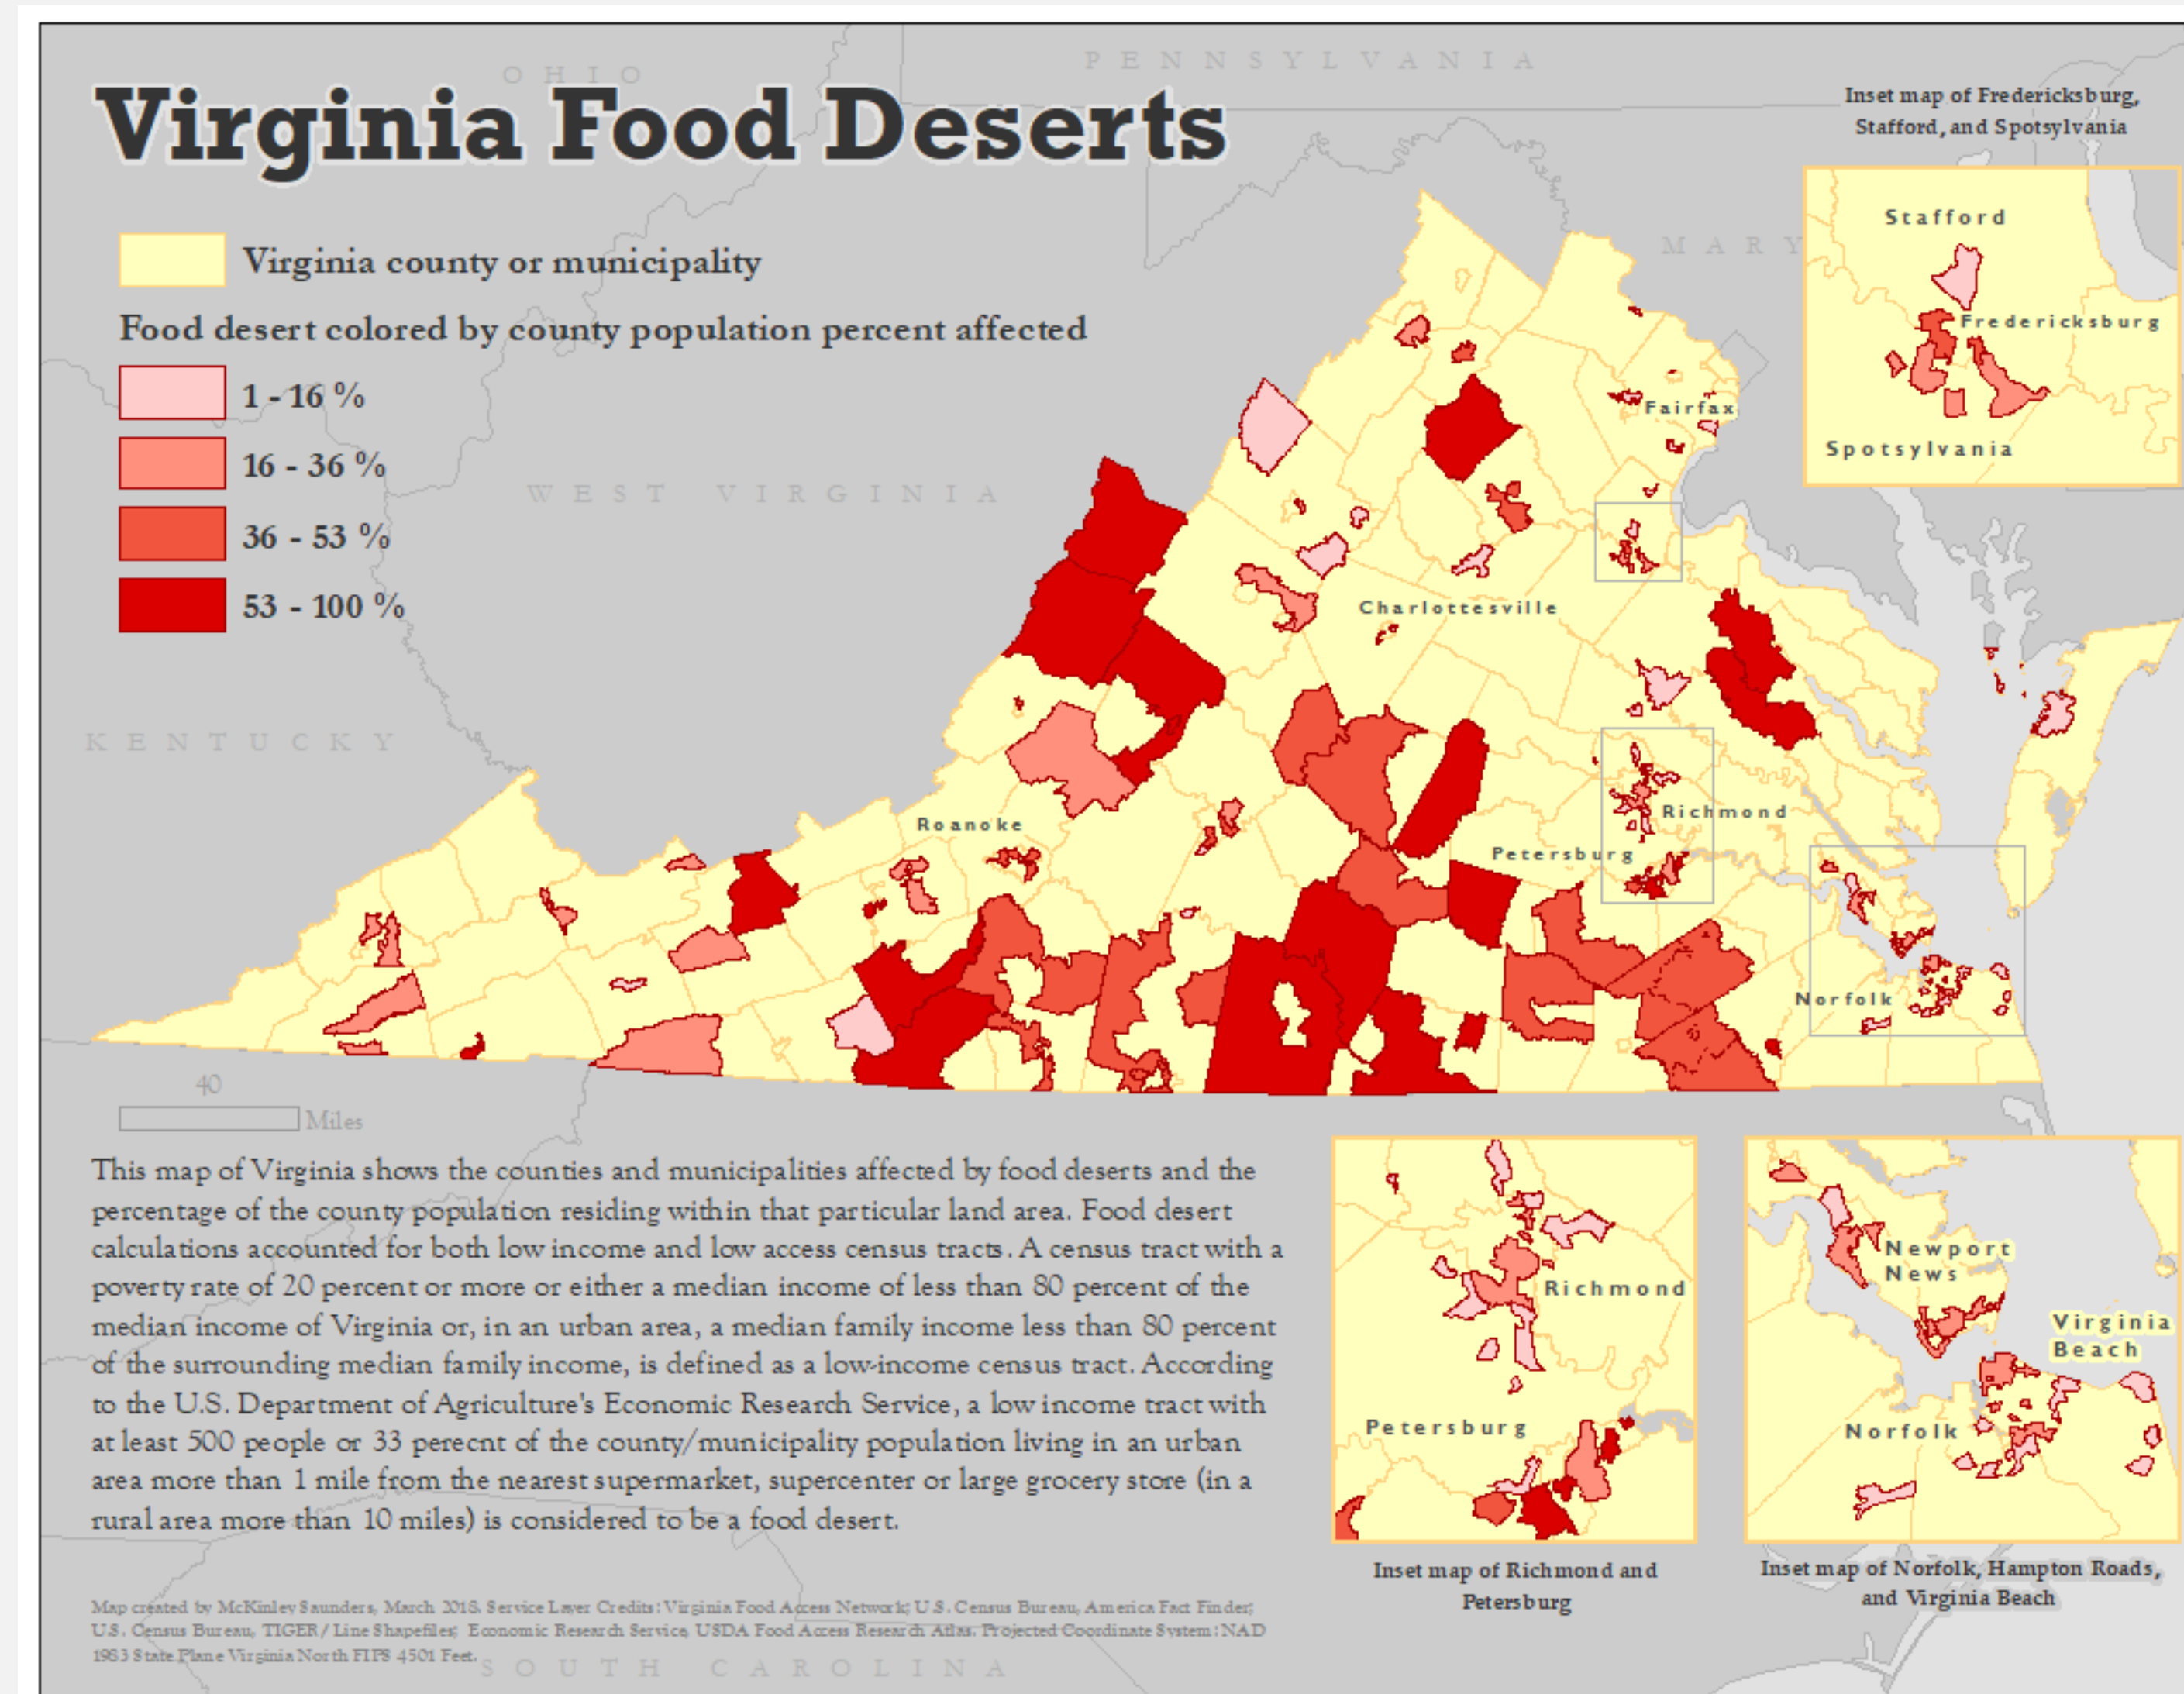 OHIO
PENNSYLVANIA
Virginia Food Deserts
Inset map of Fredericksburg,
Stafford, and Spotsylvania
Virginia county or municipality
Food desert colored by county population percent affected
1 - 16 %
16 - 36 %
36 - 53 %
53 - 100 %
MARY
Stafford
Fredericksburg
Spotsylvania
WEST VIRGINIA
KENTUCKY
Fairfax
Charlottesville
Roanoke
Richmond
Petersburg
Norfolk
40
Miles
This map of Virginia shows the counties and municipalities affected by food deserts and the
percentage of the county population residing within that particular land area. Food desert
calculations accounted for both low income and low access census tracts. A census tract with a
poverty rate of 20 percent or more or either a median income of less than 80 percent of the
median income of Virginia or, in an urban area, a median family income less than 80 percent
of the surrounding median family income, is defined as a low-income census tract. According
to the U.S. Department of Agriculture's Economic Research Service, a low income tract with
at least 500 people or 33 perecnt of the county/municipality population living in an urban
area more than 1 mile from the nearest supermarket, supercenter or large grocery store (in a
rural area more than 10 miles) is considered to be a food desert.
Richmond
Petersburg
Inset map of Richmond and
Petersburg
Newport
News
Virginia
Beach
Norfolk
Inset map of Norfolk, Hampton Roads,
and Virginia Beach
Map created by McKinley Saunders, March 2018. Service Layer Credits: Virginia Food Access Network; U.S. Census Bureau, America Fact Finder;
U.S. Census Bureau, TIGER/Line Shapefiles; Economic Research Service, USDA Food Access Research Atlas. Projected Coordinate System: NAD
1983 State Plane Virginia North FIPS 4501 Feet.
SOUTH CAROLINA